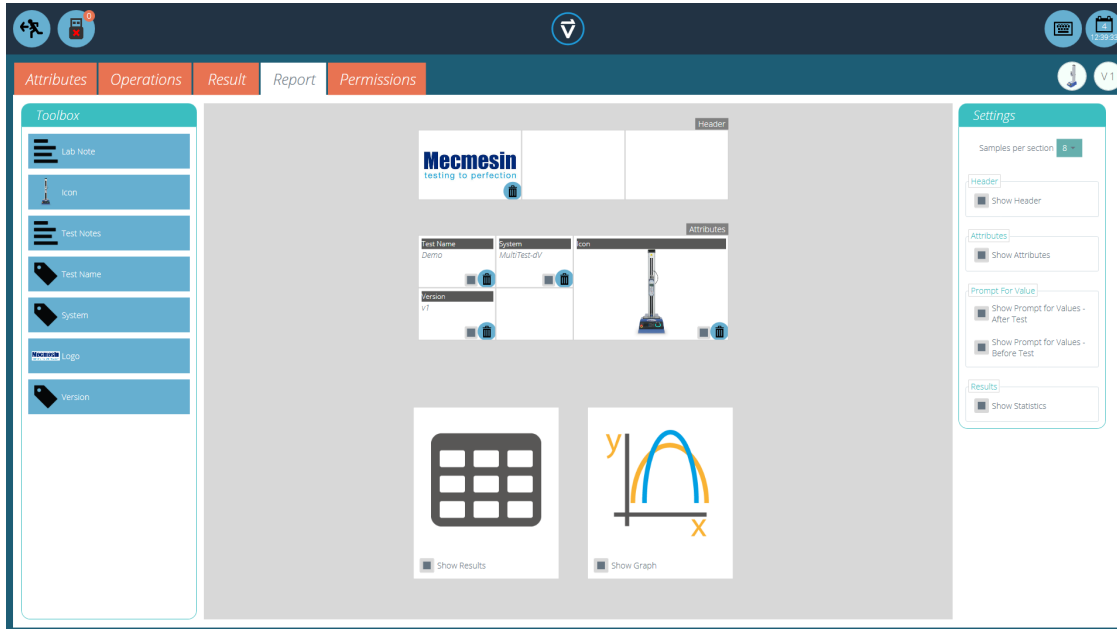 0
4
12:39:33
Attributes
Operations
Result
Report
Permissions
V 1
Toolbox
Lab Note
Icon
Test Notes
Test Name
System
Mecmesin
Logo
Version
Header
Mecmesin
testing to perfection
Attributes
Test Name
Demo
System
MultiTest-dV
Icon
Version
v1
y
x
Show Results
Show Graph
Settings
Samples per section
8
Header
Show Header
Attributes
Show Attributes
Prompt For Value
Show Prompt for Values -
After Test
Show Prompt for Values -
Before Test
Results
Show Statistics